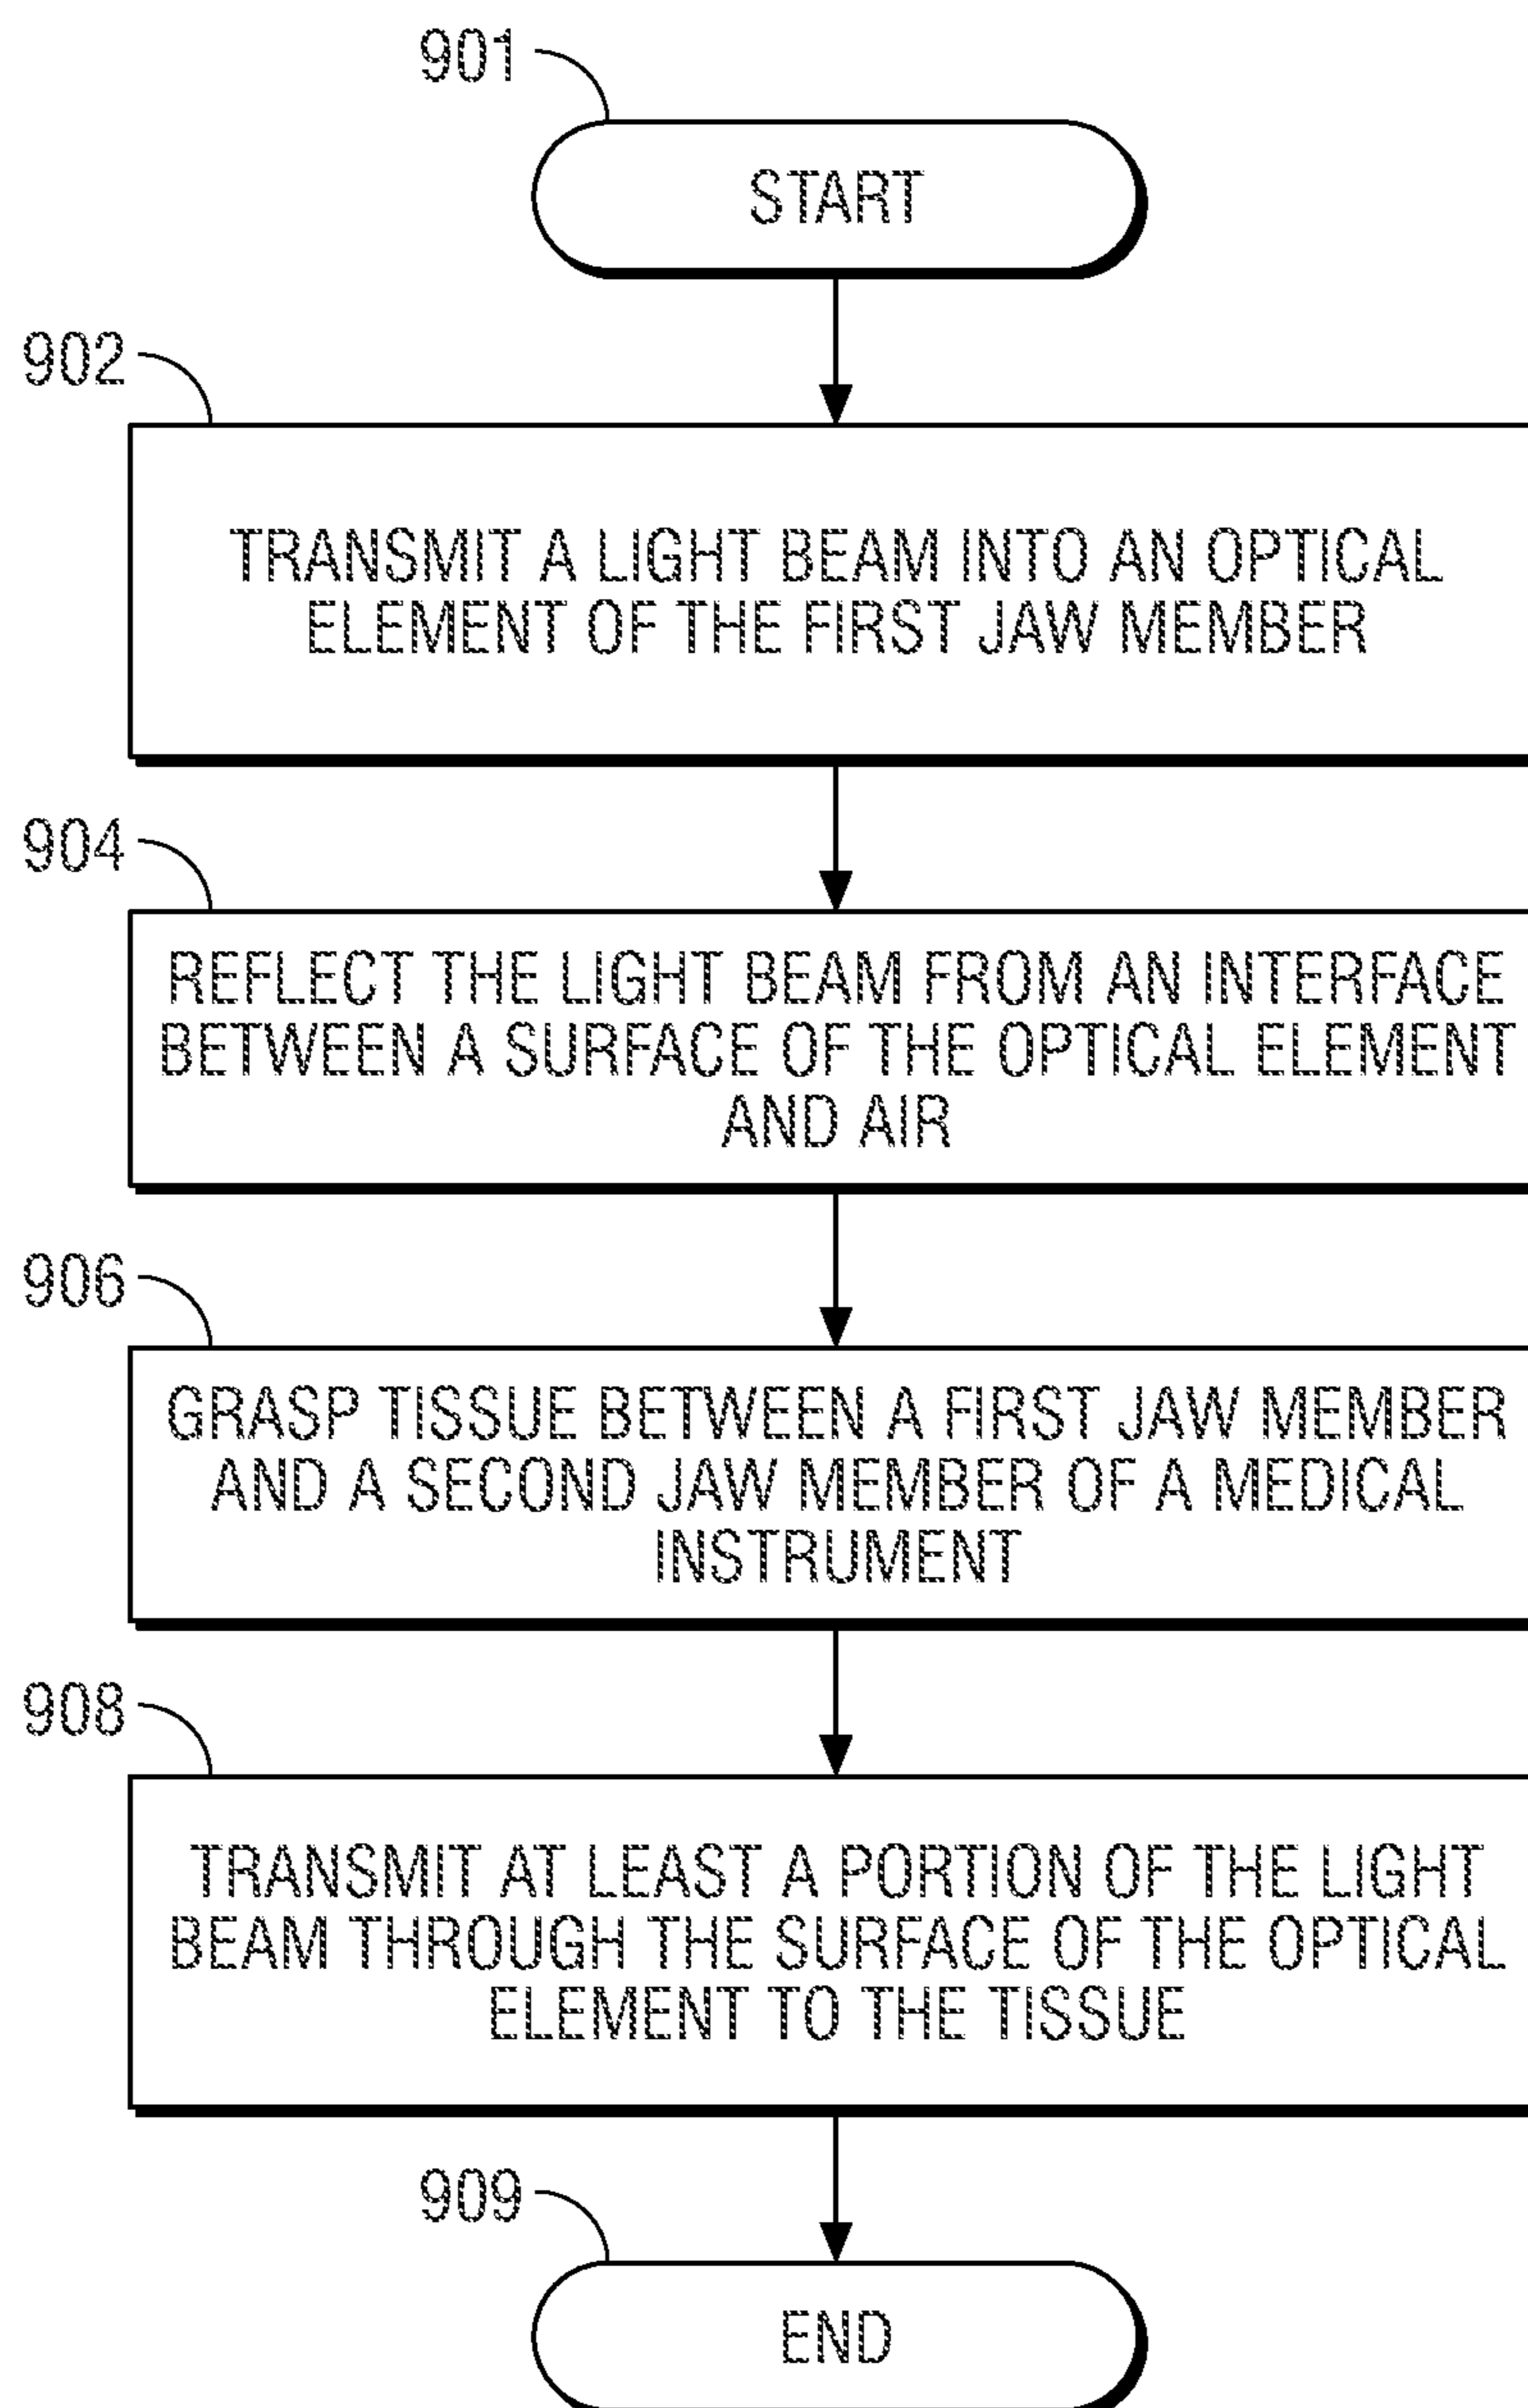 901
START
902
TRANSMIT A LIGHT BEAM INTO AN OPTICAL
ELEMENT OF THE FIRST JAW MEMBER
904
REFLECT THE LIGHT BEAM FROM AN INTERFACE
BETWEEN A SURFACE OF THE OPTICAL ELEMENT
AND AIR
906
GRASP TISSUE BETWEEN A FIRST JAW MEMBER
AND A SECOND JAW MEMBER OF A MEDICAL
INSTRUMENT
908
TRANSMIT AT LEAST A PORTION OF THE LIGHT
BEAM THROUGH THE SURFACE OF THE OPTICAL
ELEMENT TO THE TISSUE
909
END